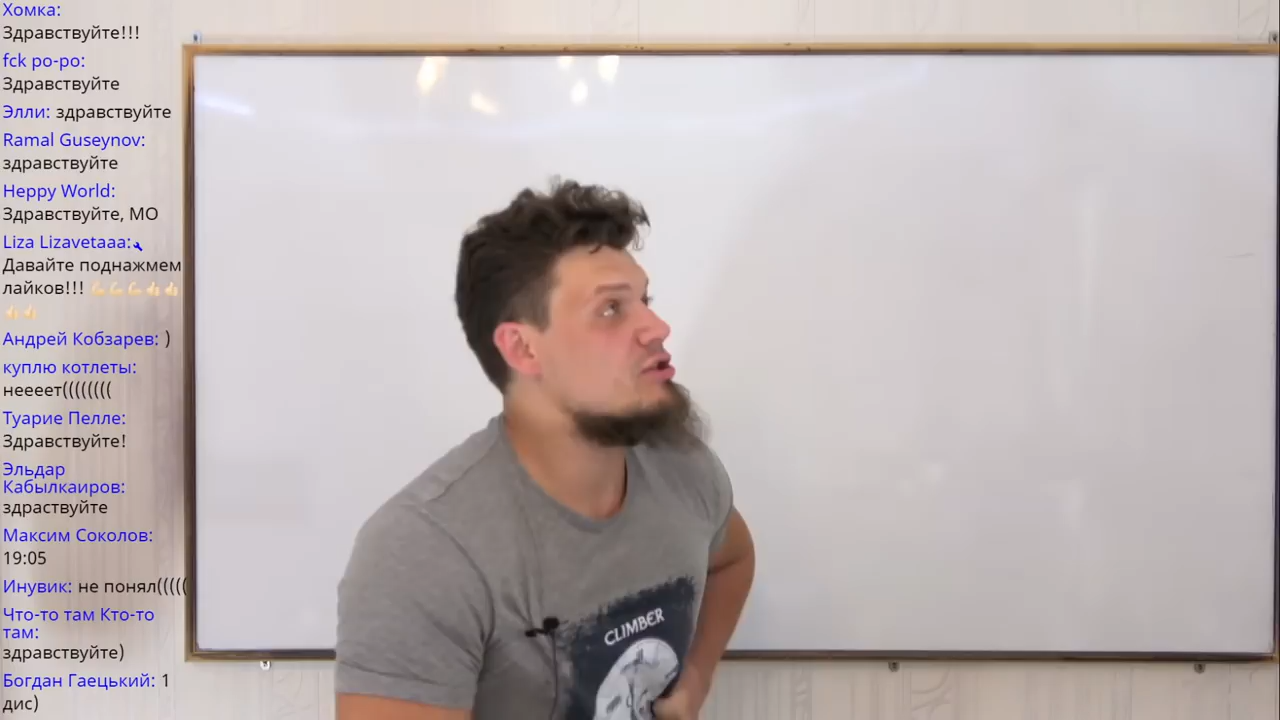 Хомка:
Здравствуйте!!!
fck po-po:
Здравствуйте
Элли: здравствуйте
Ramal Guseynov:
здравствуйте
Heppy World:
Здравствуйте, МО
Liza Lizavetaaa:
Давайте поднажмем
лайков!!! 💪🏻💪🏻💪🏻👍🏻👍🏻
👍🏻👍🏻
Андрей Кобзарев: )
куплю котлеты:
неееет((((((((
Туарие Пелле:
Здравствуйте!
Эльдар
Кабылкаиров:
здраствуйте
Максим Соколов:
19:05
Инувик: не понял(((((
Что-то там Кто-то
там:
здравствуйте)
Богдан Гаецький: 1
дис)
CLIMBER